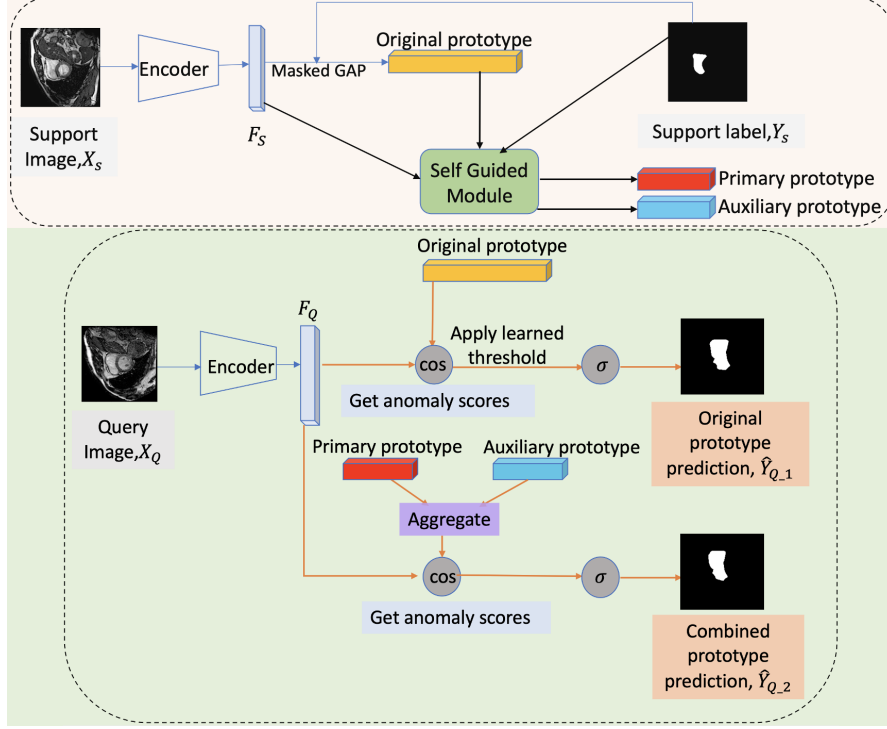 Original prototype
Encoder
Masked GAP
F_S
Support
Image,X_S
Support label,Y_S
Self Guided
Module
Primary prototype
Auxiliary prototype
Original prototype
F_Q
Encoder
cos
Apply learned
threshold
σ
Get anomaly scores
Query
Image,X_Q
Original
prototype
prediction, Ŷ_Q_1
Primary prototype
Auxiliary prototype
Aggregate
cos
σ
Get anomaly scores
Combined
prototype
prediction, Ŷ_Q_2